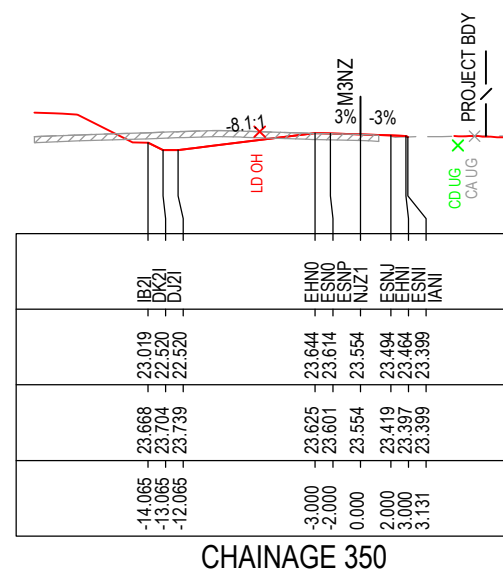 PROJECT BDY
M3NZ
-8.1:1
3%
-3%
LD OH
CD UG
CA UG
IB2I
DK2I
DJ2I
EHN0
ESN0
ESNP
NJZ1
ESNJ
EHNI
ESNI
IANI
23.019
22.520
22.520
23.644
23.614
23.554
23.494
23.464
23.399
23.668
23.704
23.739
23.625
23.601
23.554
23.419
23.397
23.399
-14.065
-13.065
-12.065
-3.000
-2.000
0.000
2.000
3.000
3.131
CHAINAGE 350